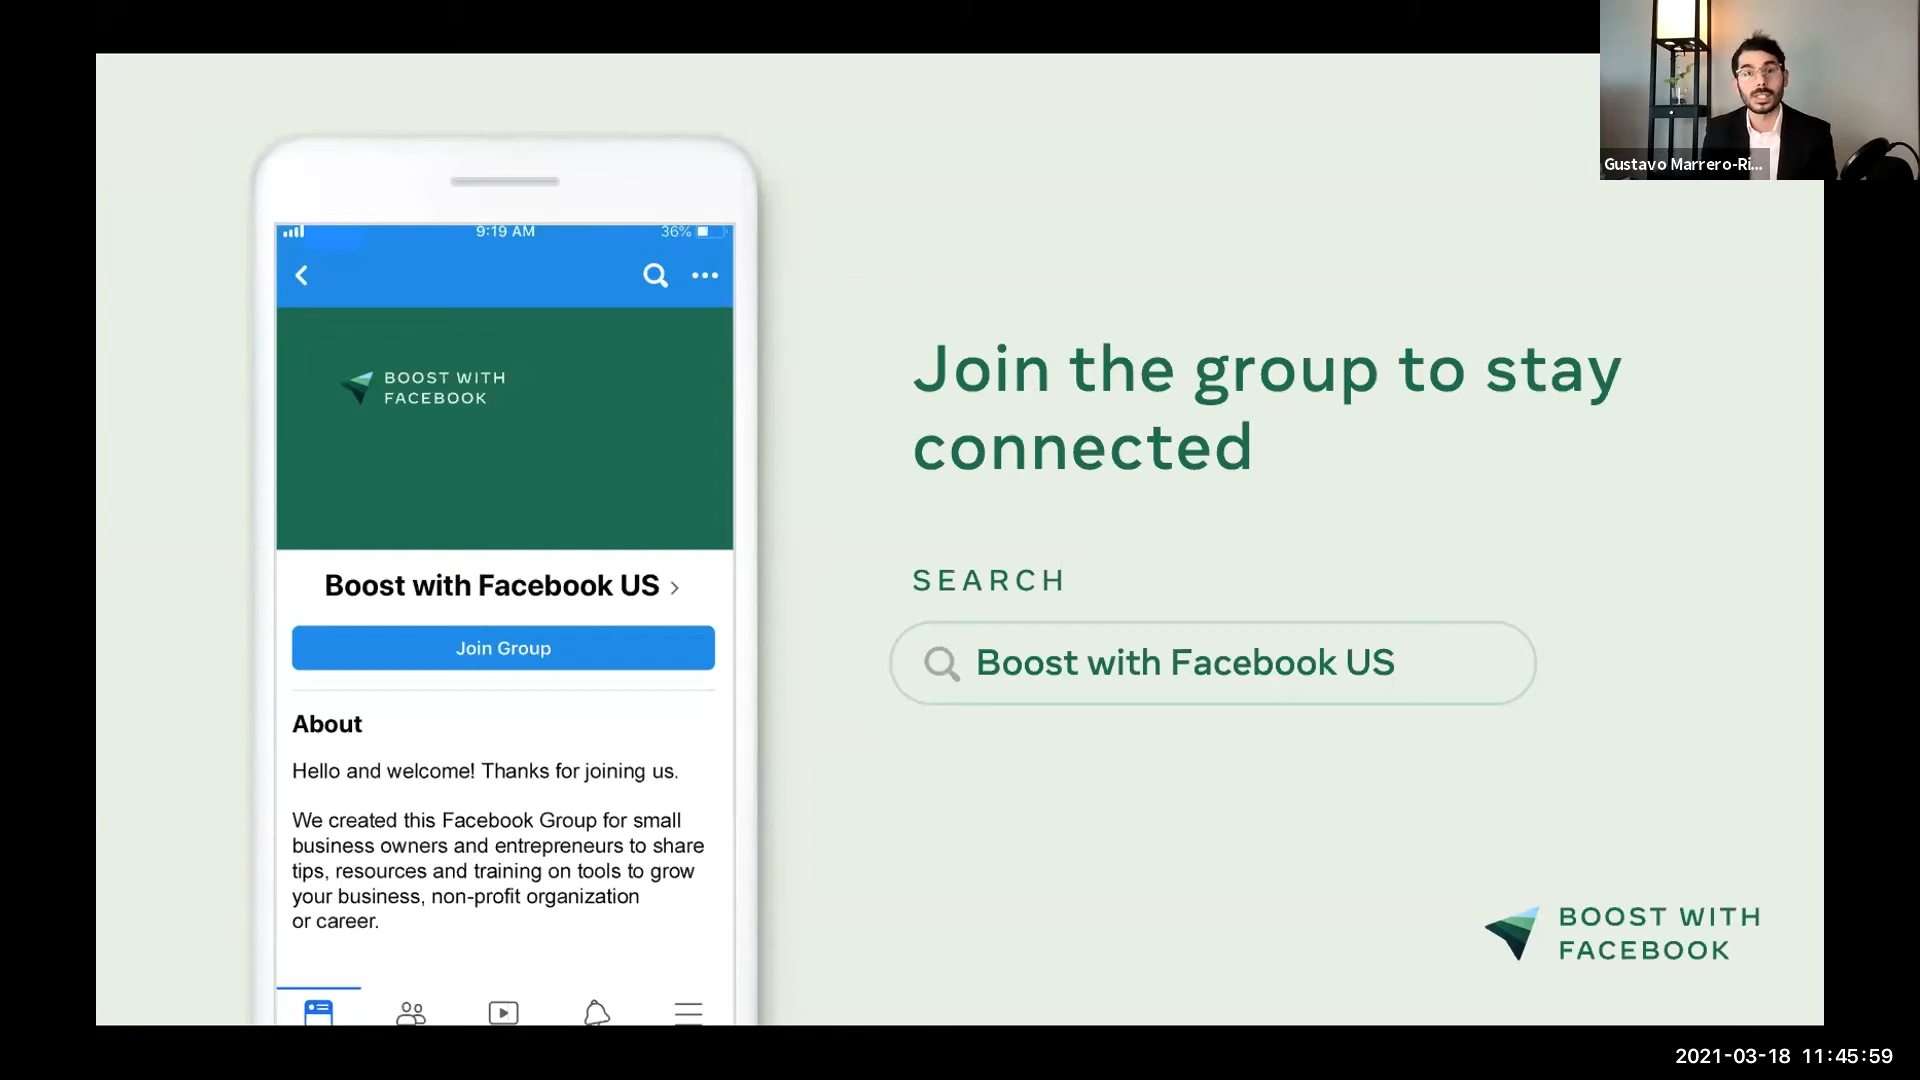 Gustavo Marrero-Ri...
9:19 AM
36%
BOOST WITH
FACEBOOK
Boost with Facebook US
Join Group
About
Hello and welcome! Thanks for joining us.
We created this Facebook Group for small
business owners and entrepreneurs to share
tips, resources and training on tools to grow
your business, non-profit organization
or career.
Join the group to stay
connected
SEARCH
Boost with Facebook US
BOOST WITH
FACEBOOK
2021-03-18 11:45:59